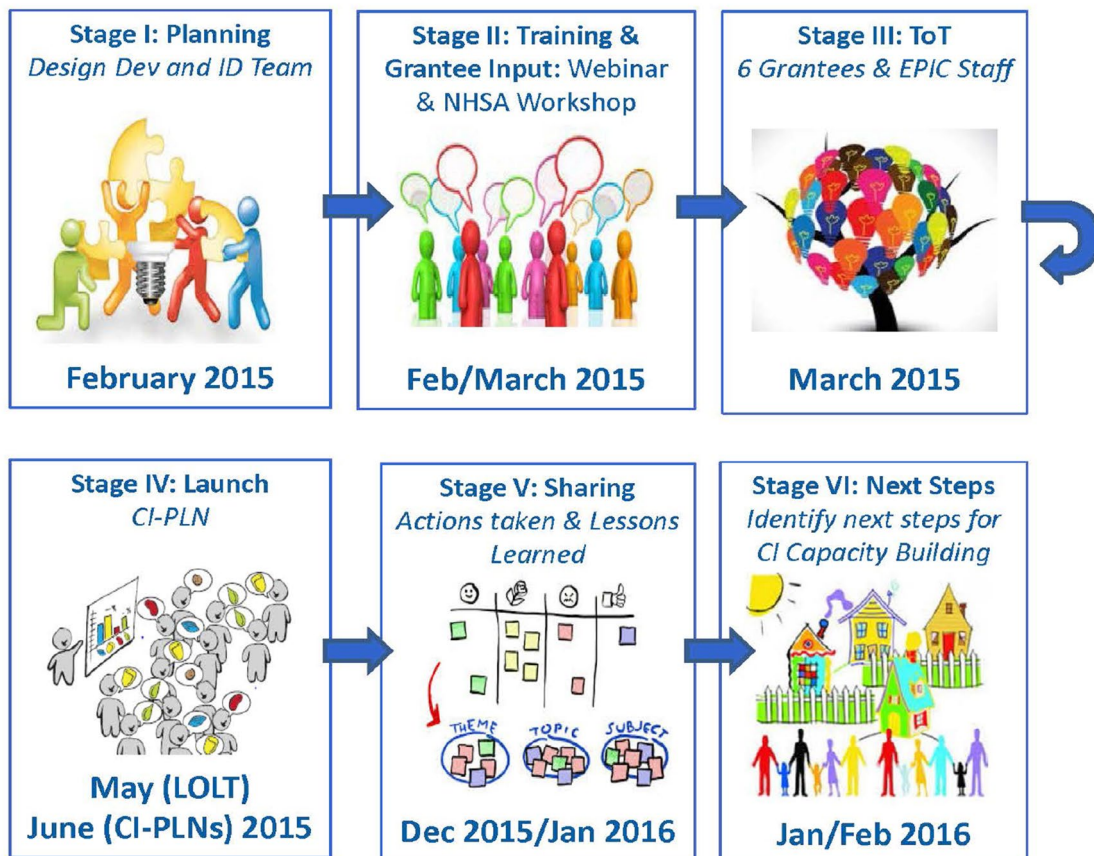 Stage I: Planning
Design Dev and ID Team
February 2015
Stage II: Training &
Grantee Input: Webinar
& NHSA Workshop
Feb/March 2015
Stage III: ToT
6 Grantees & EPIC Staff
March 2015
Stage IV: Launch
CI-PLN
May (LOLT)
June (CI-PLNs) 2015
Stage V: Sharing
Actions taken & Lessons
Learned
THEME
TOPIC
SUBJECT
Dec 2015/Jan 2016
Stage VI: Next Steps
Identify next steps for
CI Capacity Building
Jan/Feb 2016